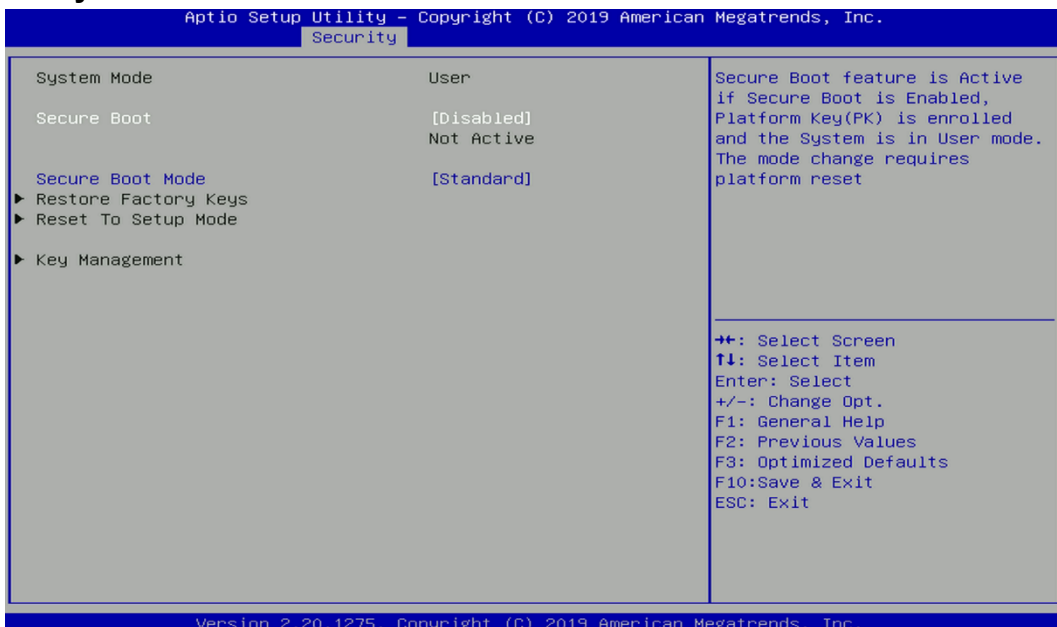 Aptio Setup Utility – Copyright (C) 2019 American Megatrends, Inc.
Security
System Mode User
Secure Boot [Disabled]
Not Active
Secure Boot Mode [Standard]
► Restore Factory Keys
► Reset To Setup Mode
► Key Management
Secure Boot feature is Active
if Secure Boot is Enabled,
Platform Key(PK) is enrolled
and the System is in User mode.
The mode change requires
platform reset
→←: Select Screen
↑↓: Select Item
Enter: Select
+/-: Change Opt.
F1: General Help
F2: Previous Values
F3: Optimized Defaults
F10:Save & Exit
ESC: Exit
Version 2.20.1275. Copyright (C) 2019 American Megatrends, Inc.